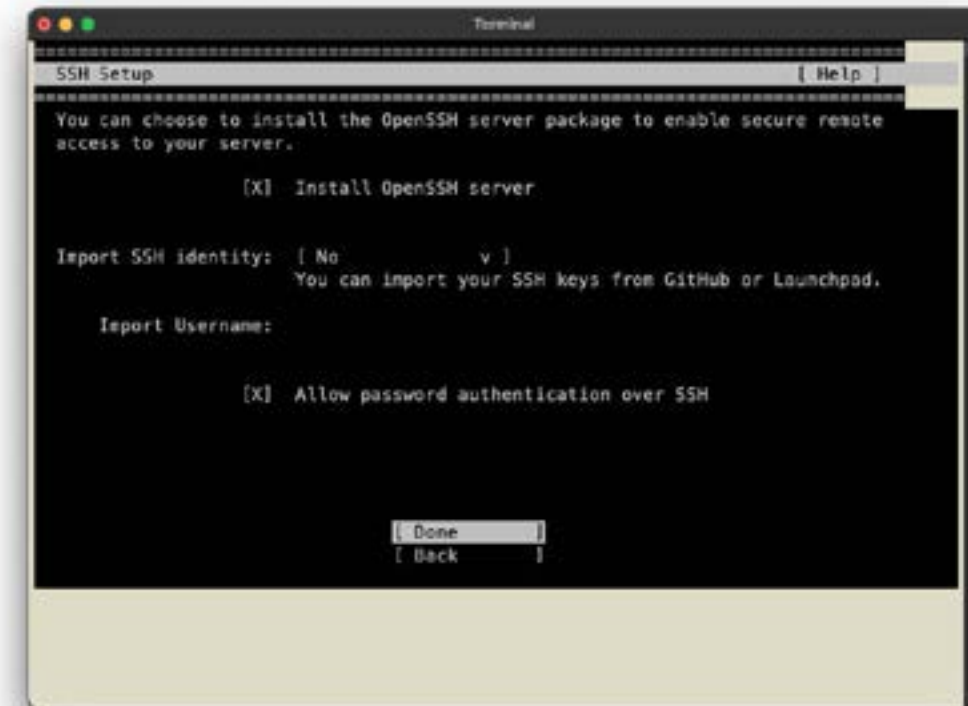 Terminal
SSH Setup [ Help ]
You can choose to install the OpenSSH server package to enable secure remote
access to your server.
[X] Install OpenSSH server
Import SSH identity: [ No v ]
You can import your SSH keys from GitHub or Launchpad.
Import Username:
[X] Allow password authentication over SSH
[ Done ]
[ Back ]